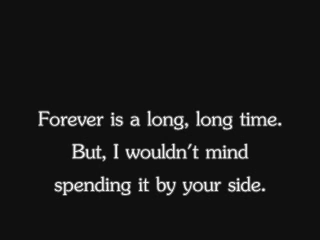 Forever is a long, long time.
But, I wouldn't mind
spending it by your side.